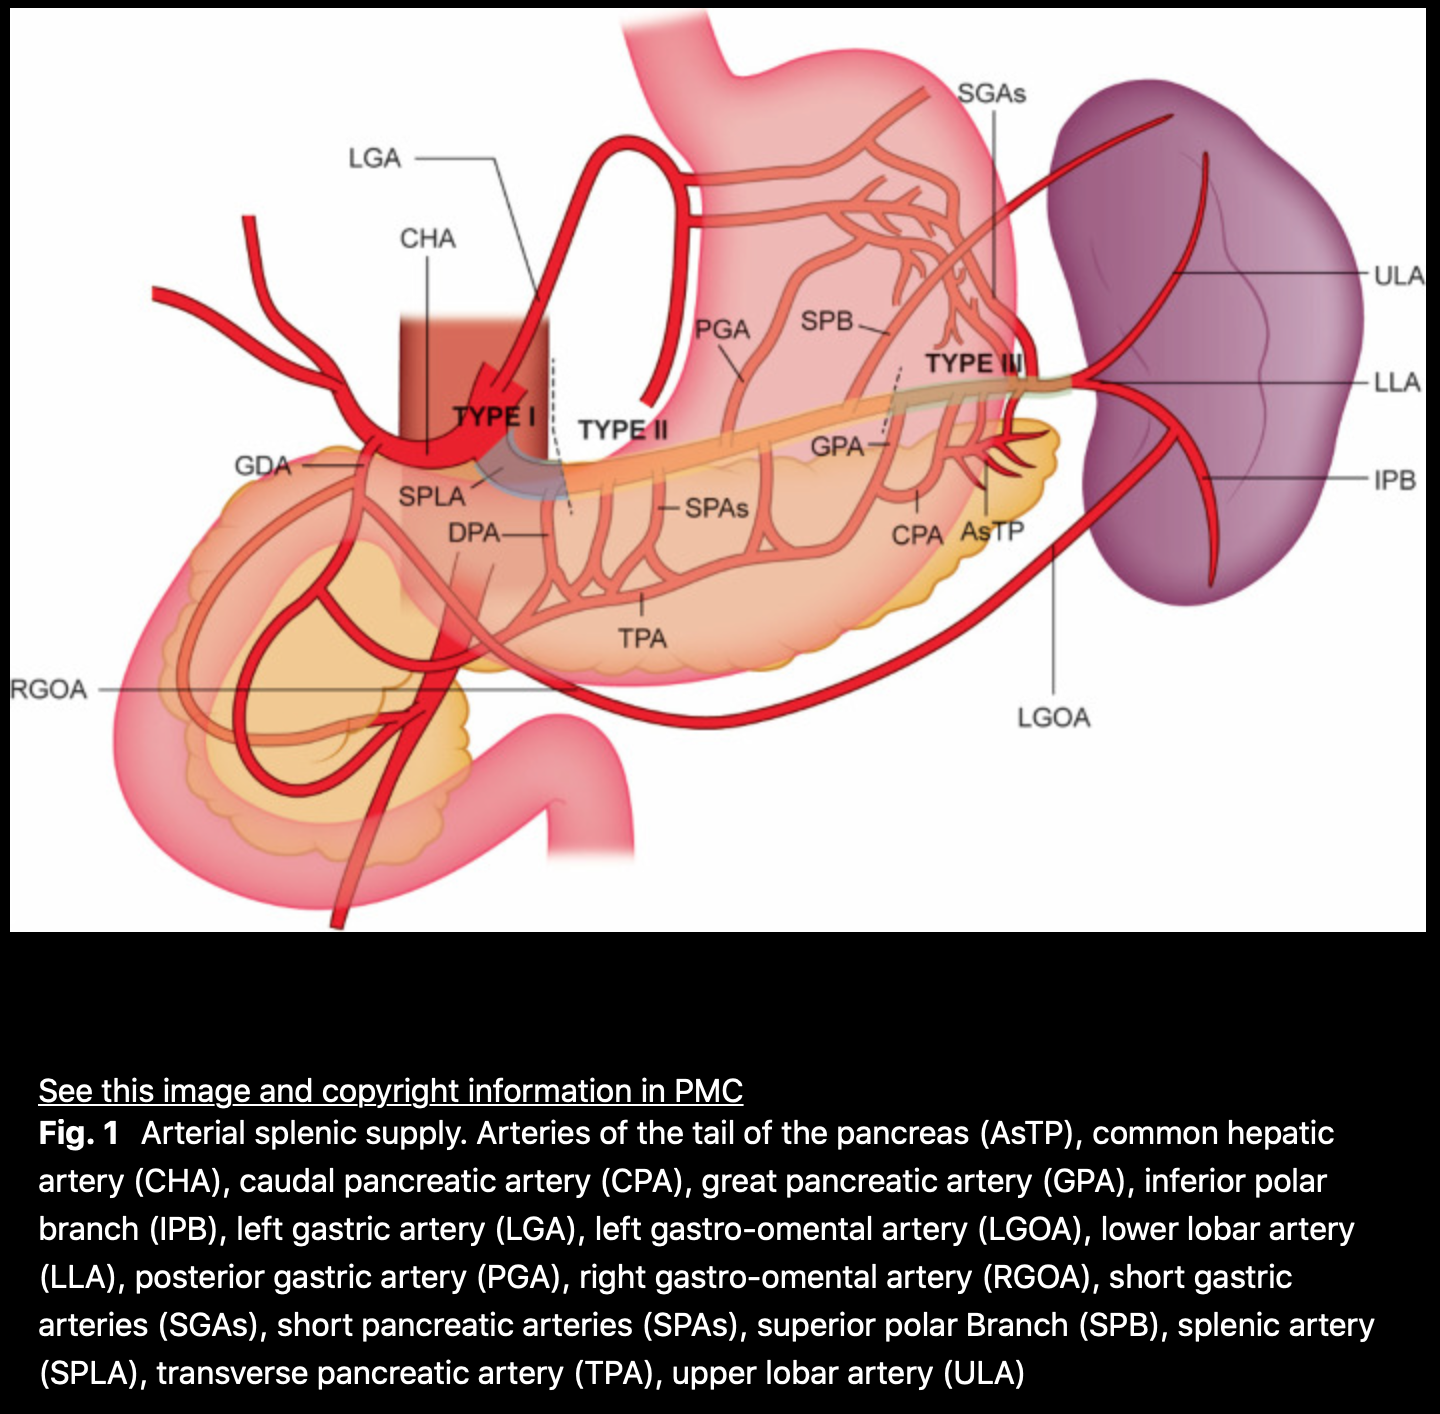 SGAs
LGA
CHA
ULA
PGA
SPB
TYPE III
LLA
TYPE I
TYPE II
GPA
GDA
SPLA
SPAs
IPB
DPA
CPA
AsTP
TPA
RGOA
LGOA
See this image and copyright information in PMC
Fig. 1 Arterial splenic supply. Arteries of the tail of the pancreas (AsTP), common hepatic
artery (CHA), caudal pancreatic artery (CPA), great pancreatic artery (GPA), inferior polar
branch (IPB), left gastric artery (LGA), left gastro-omental artery (LGOA), lower lobar artery
(LLA), posterior gastric artery (PGA), right gastro-omental artery (RGOA), short gastric
arteries (SGAs), short pancreatic arteries (SPAs), superior polar Branch (SPB), splenic artery
(SPLA), transverse pancreatic artery (TPA), upper lobar artery (ULA)